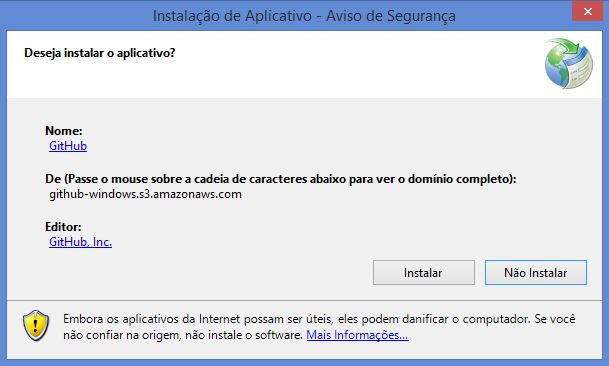 Instalação de Aplicativo - Aviso de Segurança
Deseja instalar o aplicativo?
Nome:
GitHub
De (Passe o mouse sobre a cadeia de caracteres abaixo para ver o domínio completo):
github-windows.s3.amazonaws.com
Editor:
GitHub, Inc.
Instalar
Não Instalar
Embora os aplicativos da Internet possam ser úteis, eles podem danificar o computador. Se você
não confiar na origem, não instale o software. Mais Informações...